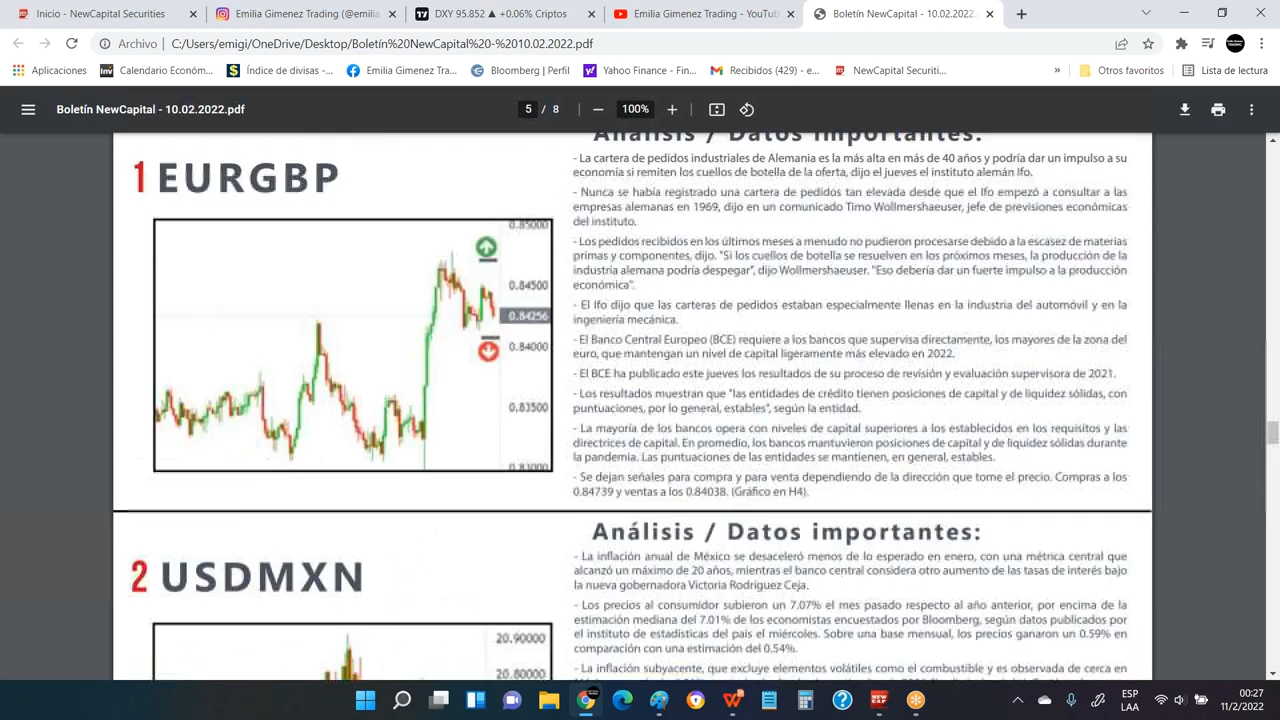 Inicio - NewCapital Securities
Emilia Gimenez Trading (@emilia
DXY 95.852 ▲ +0.06% Criptos
Emilia Gimenez Trading - YouTub
Boletín NewCapital - 10.02.2022.
Archivo | C:/Users/emigi/OneDrive/Desktop/Boletín%20NewCapital%20-%2010.02.2022.pdf
Aplicaciones
Calendario Económ...
Índice de divisas -...
Emilia Gimenez Tra...
Bloomberg | Perfil
Yahoo Finance - Fin...
Recibidos (429) - e...
NewCapital Securiti...
»
Otros favoritos
Lista de lectura
Boletín NewCapital - 10.02.2022.pdf
5 / 8
100%
Análisis / Datos importantes:
1 EURGBP
0.85000
0.84500
0.84256
0.84000
0.83500
0.83000
- La cartera de pedidos industriales de Alemania es la más alta en más de 40 años y podría dar un impulso a su
economía si remiten los cuellos de botella de la oferta, dijo el jueves el instituto alemán Ifo.
- Nunca se había registrado una cartera de pedidos tan elevada desde que el Ifo empezó a consultar a las
empresas alemanas en 1969, dijo en un comunicado Timo Wollmershaeuser, jefe de previsiones económicas
del instituto.
- Los pedidos recibidos en los últimos meses a menudo no pudieron procesarse debido a la escasez de materias
primas y componentes, dijo. "Si los cuellos de botella se resuelven en los próximos meses, la producción de la
industria alemana podría despegar", dijo Wollmershaeuser. "Eso debería dar un fuerte impulso a la producción
económica".
- El Ifo dijo que las carteras de pedidos estaban especialmente llenas en la industria del automóvil y en la
ingeniería mecánica.
- El Banco Central Europeo (BCE) requiere a los bancos que supervisa directamente, los mayores de la zona del
euro, que mantengan un nivel de capital ligeramente más elevado en 2022.
- El BCE ha publicado este jueves los resultados de su proceso de revisión y evaluación supervisora de 2021.
- Los resultados muestran que "las entidades de crédito tienen posiciones de capital y de liquidez sólidas, con
puntuaciones, por lo general, estables", según la entidad.
- La mayoría de los bancos opera con niveles de capital superiores a los establecidos en los requisitos y las
directrices de capital. En promedio, los bancos mantuvieron posiciones de capital y de liquidez sólidas durante
la pandemia. Las puntuaciones de las entidades se mantienen, en general, estables.
- Se dejan señales para compra y para venta dependiendo de la dirección que tome el precio. Compras a los
0.84739 y ventas a los 0.84038. (Gráfico en H4).
2 USDMXN
20.90000
20.80000
Análisis / Datos importantes:
- La inflación anual de México se desaceleró menos de lo esperado en enero, con una métrica central que
alcanzó un máximo de 20 años, mientras el banco central considera otro aumento de las tasas de interés bajo
la nueva gobernadora Victoria Rodríguez Ceja.
- Los precios al consumidor subieron un 7.07% el mes pasado respecto al año anterior, por encima de la
estimación mediana del 7.01% de los economistas encuestados por Bloomberg, según datos publicados por
el instituto de estadísticas del país el miércoles. Sobre una base mensual, los precios ganaron un 0.59% en
comparación con una estimación del 0.54%.
- La inflación subyacente, que excluye elementos volátiles como el combustible y es observada de cerca en
ESP
LAA
00:27
11/2/2022